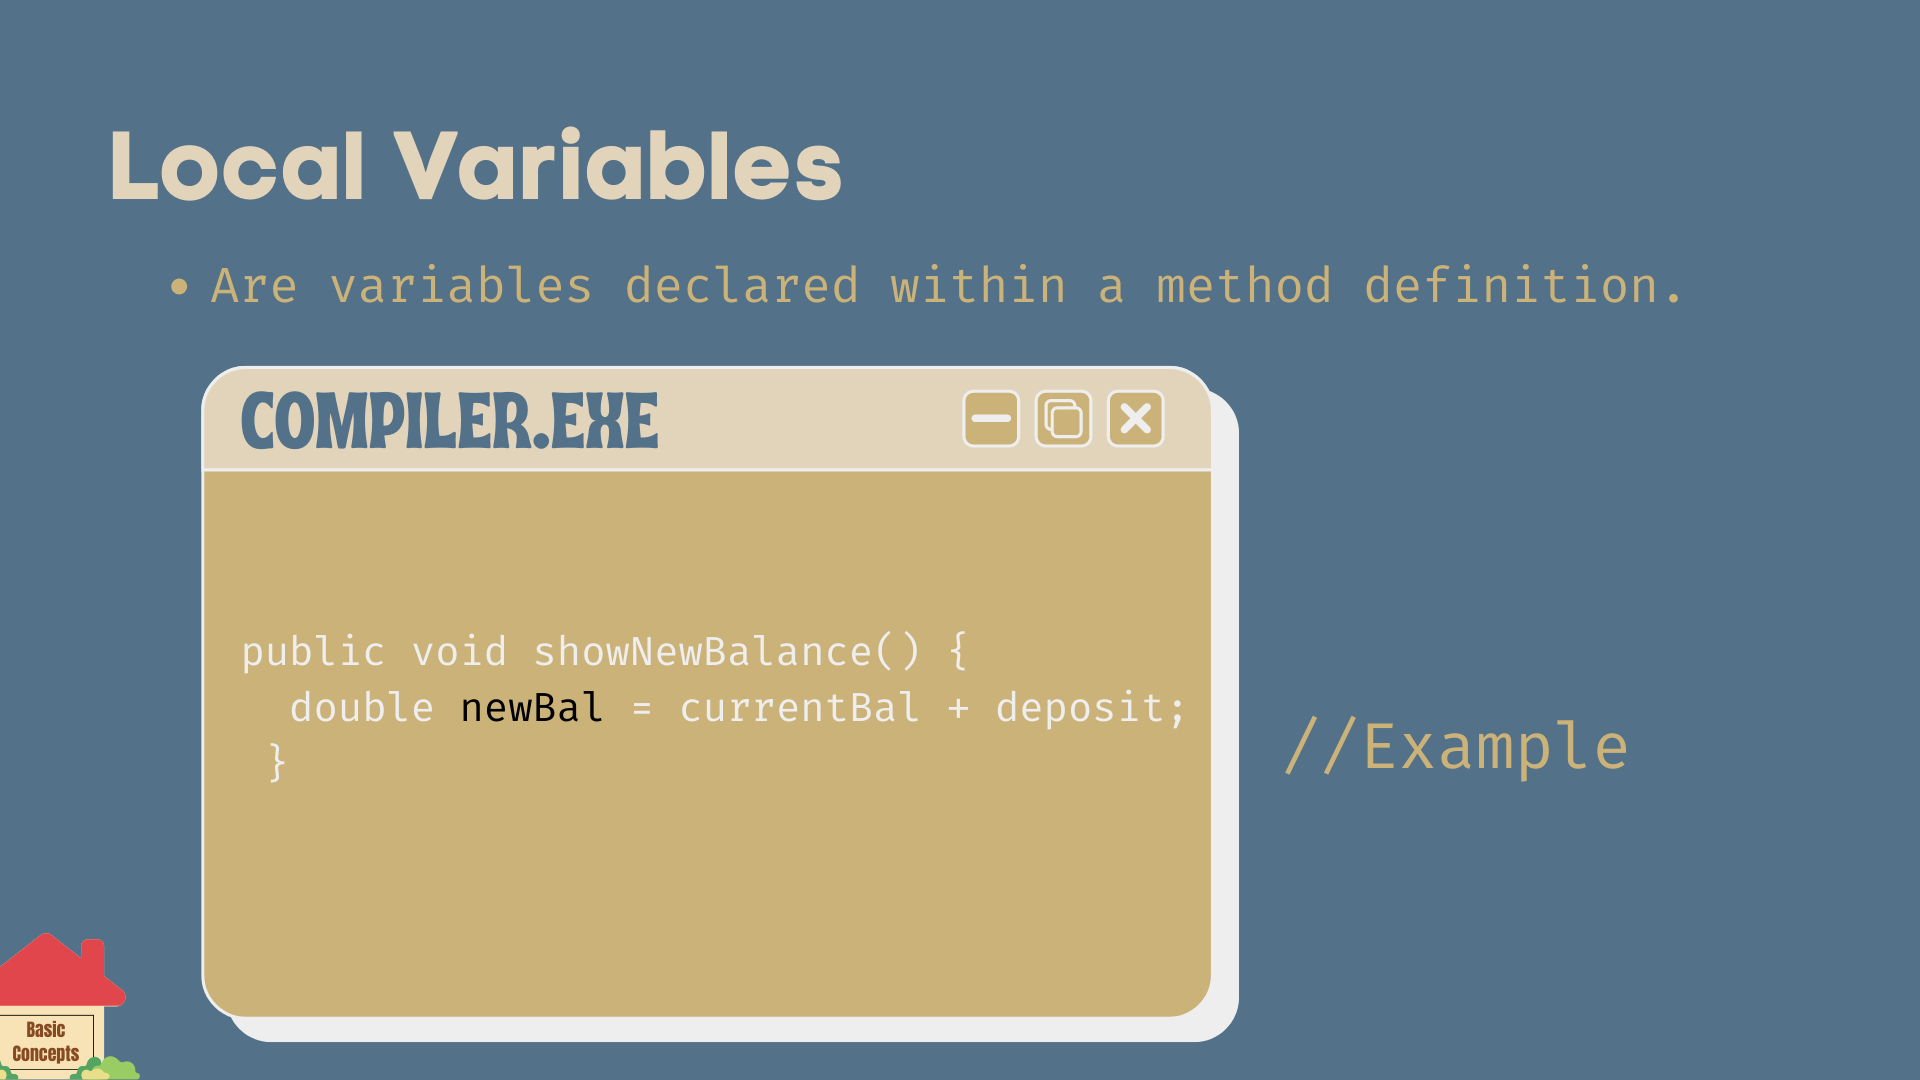 Local Variables
• Are variables declared within a method definition.
COMPILER.EXE
public void showNewBalance() {
  double newBal = currentBal + deposit;
 }
//Example
Basic
Concepts